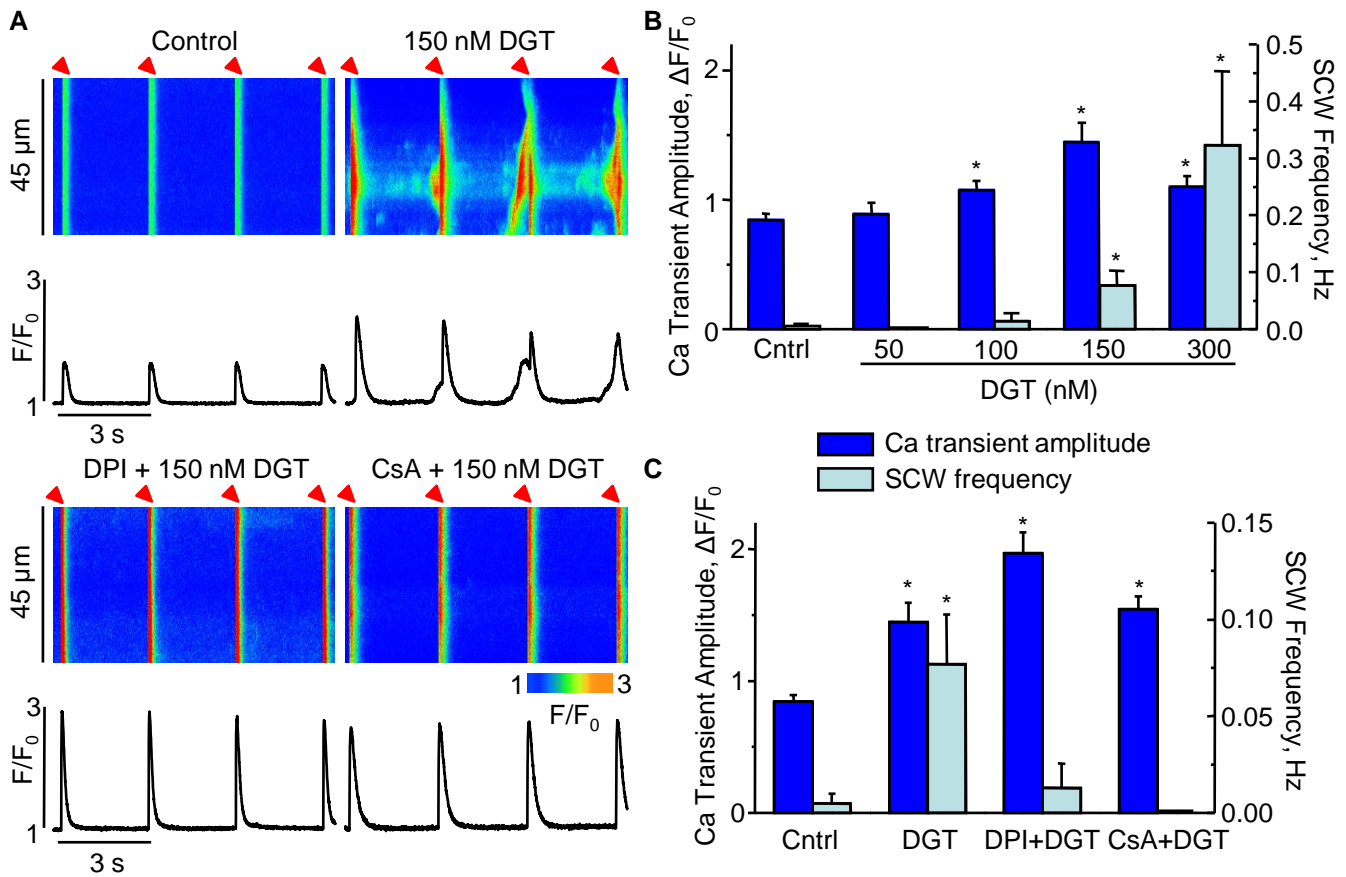 A
Control
150 nM DGT
45 µm
3
F/F0
1
3 s
DPI + 150 nM DGT
CsA + 150 nM DGT
45 µm
1
3
F/F0
3
F/F0
1
3 s
B
Ca Transient Amplitude, ΔF/F0
2
1
0
* * * * *
0.5
0.4
0.3
0.2
0.1
0.0
SCW Frequency, Hz
Cntrl 50 100 150 300
DGT (nM)
Ca transient amplitude
SCW frequency
C
Ca Transient Amplitude, ΔF/F0
2
1
0
* * * *
0.15
0.10
0.05
0.00
SCW Frequency, Hz
Cntrl DGT DPI+DGT CsA+DGT